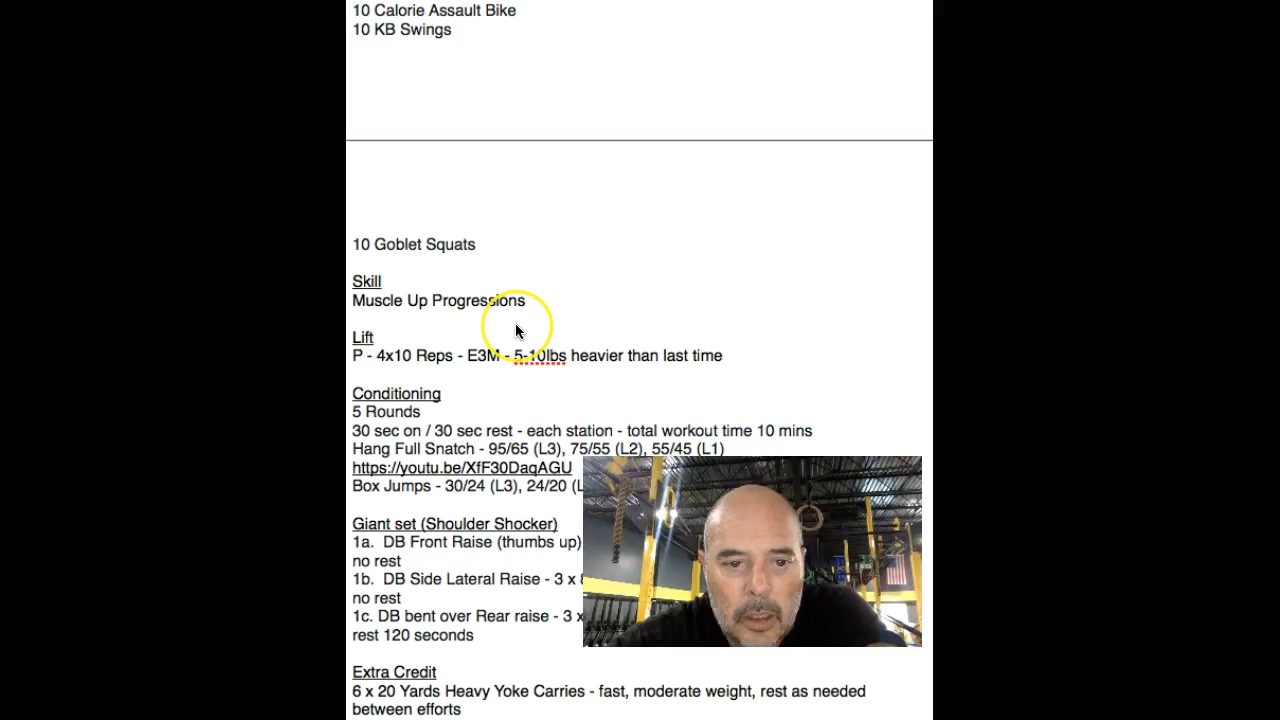 10 Calorie Assault Bike
10 KB Swings
10 Goblet Squats
Skill
Muscle Up Progressions
Lift
P - 4x10 Reps - E3M - 5-10lbs heavier than last time
Conditioning
5 Rounds
30 sec on / 30 sec rest - each station - total workout time 10 mins
Hang Full Snatch - 95/65 (L3), 75/55 (L2), 55/45 (L1)
https://youtu.be/XfF30DaqAGU
Box Jumps - 30/24 (L3), 24/20 (L
Giant set (Shoulder Shocker)
1a.  DB Front Raise (thumbs up)
no rest
1b.  DB Side Lateral Raise - 3 x
no rest
1c. DB bent over Rear raise - 3 x
rest 120 seconds
Extra Credit
6 x 20 Yards Heavy Yoke Carries - fast, moderate weight, rest as needed
between efforts